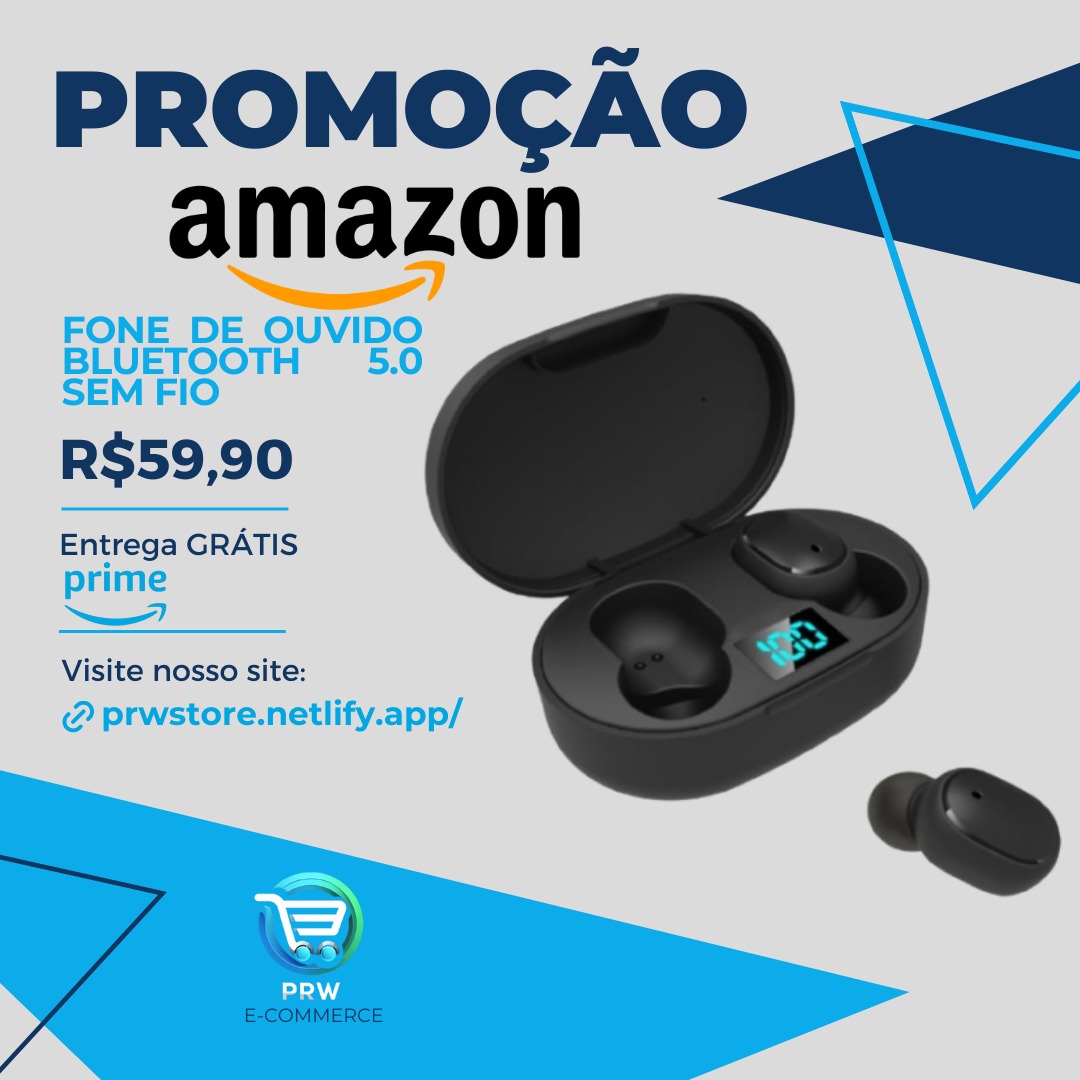 PROMOÇÃO
amazon
FONE DE OUVIDO
BLUETOOTH 5.0
SEM FIO
R$59,90
Entrega GRÁTIS
prime
Visite nosso site:
prwstore.netlify.app/
100
PRW
E-COMMERCE